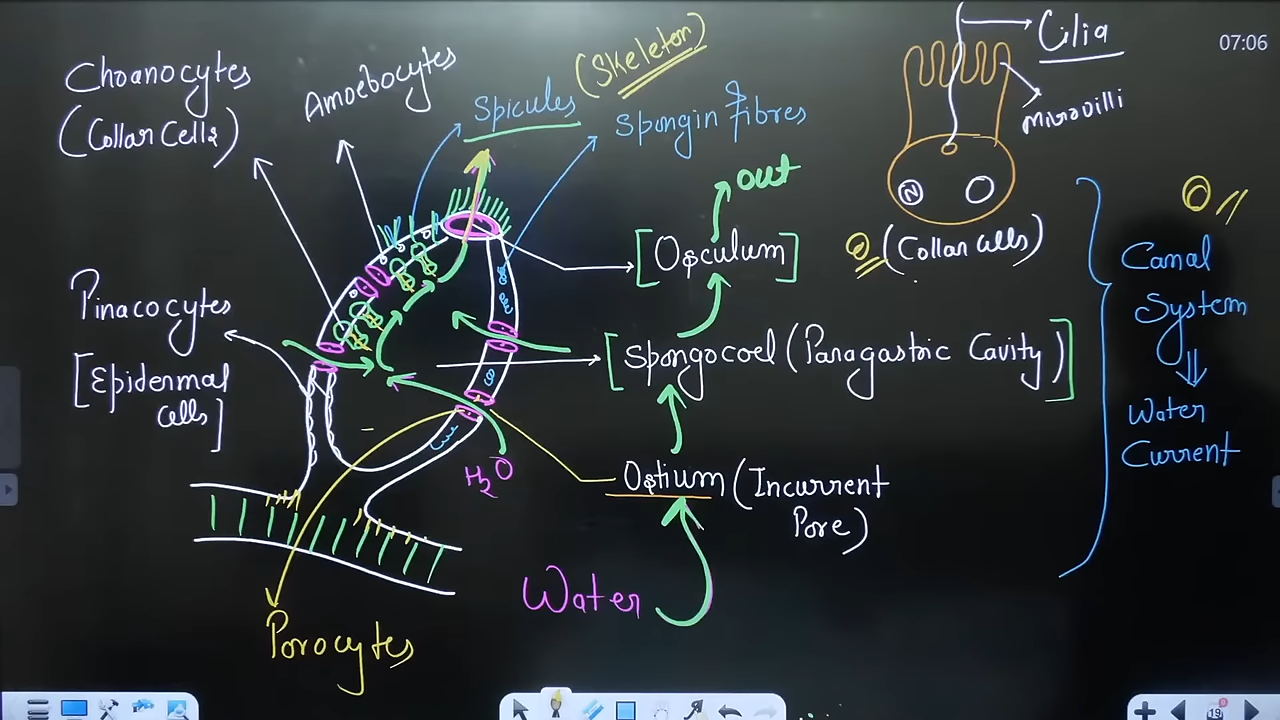 Choanocytes
(Collar Cells)
Amoebocytes
Spicules
(Skeleton)
Spongin fibres
Cilia
Microvilli
07:06
N
(Collar cells)
out
[Osculum]
Pinacocytes
[Epidermal
cells]
[Spongocoel (Paragastric Cavity)]
H2O
Ostium (Incurrent
Pore)
Water
Porocytes
Canal
System
Water
Current
19